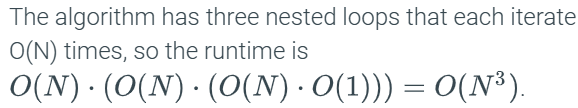 The algorithm has three nested loops that each iterate
O(N) times, so the runtime is
O(N) · (O(N) · (O(N) · O(1))) = O(N³).